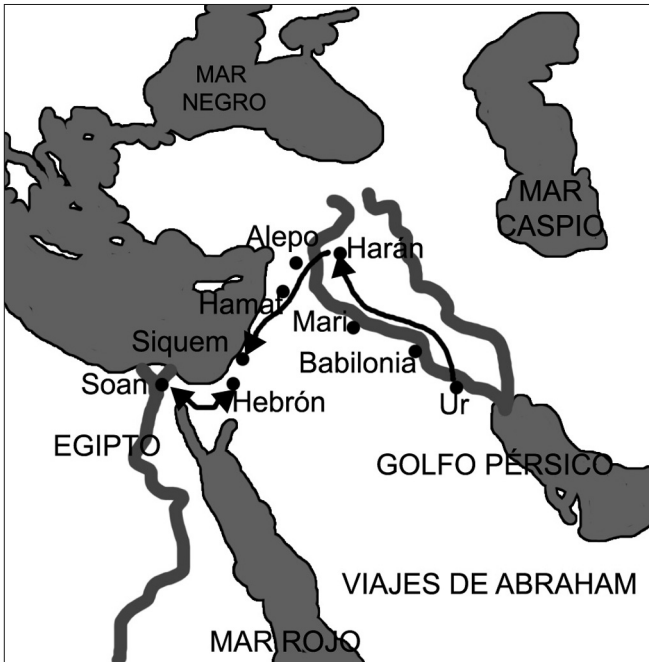 MAR
NEGRO
MAR
CASPIO
Alepo
Harán
Hamat
Mari
Siquem
Babilonia
Soan
Hebrón
Ur
EGIPTO
GOLFO PÉRSICO
VIAJES DE ABRAHAM
MAR ROJO